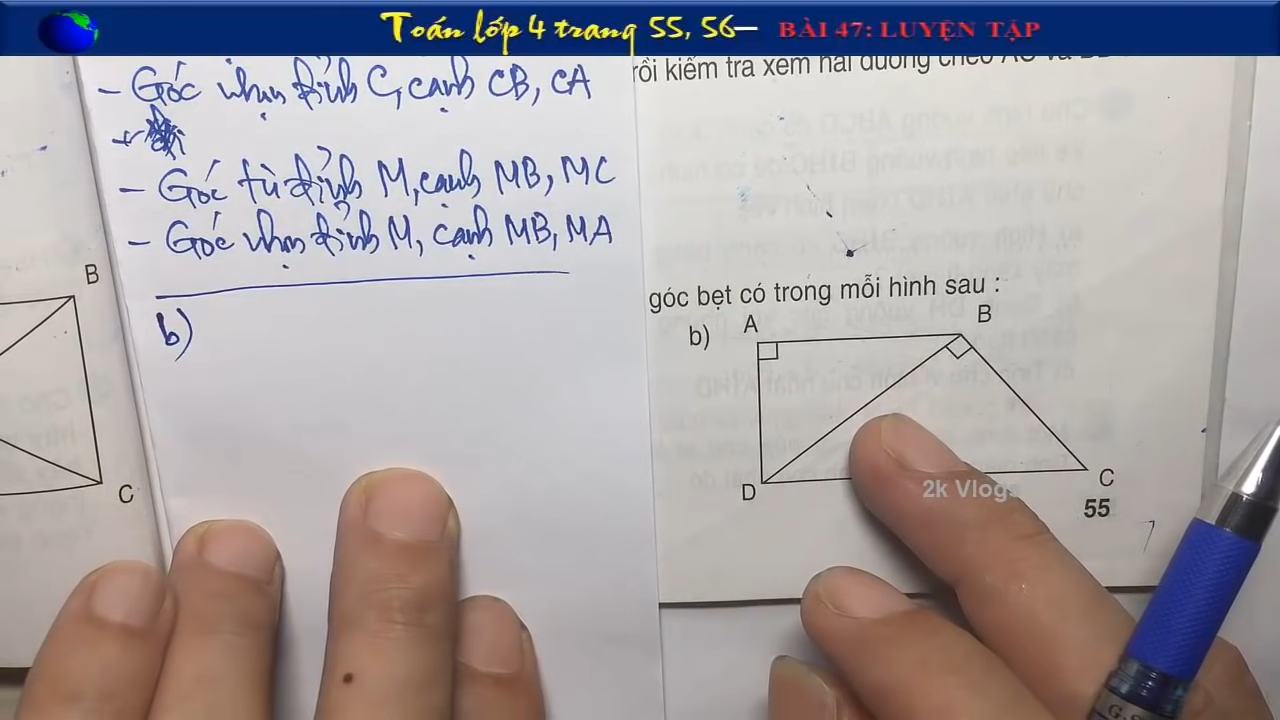 Toán lớp 4 trang 55, 56—
BÀI 47: LUYỆN TẬP
- Góc nhọn đỉnh C, cạnh CB, CA
- Góc tù đỉnh M, cạnh MB, MC
- Góc nhọn đỉnh M, cạnh MB, MA
b)
B
C
rồi kiểm tra xem hai đường chéo AC và
góc bẹt có trong mỗi hình sau :
b)
A
B
D
C
2k Vlogs
55